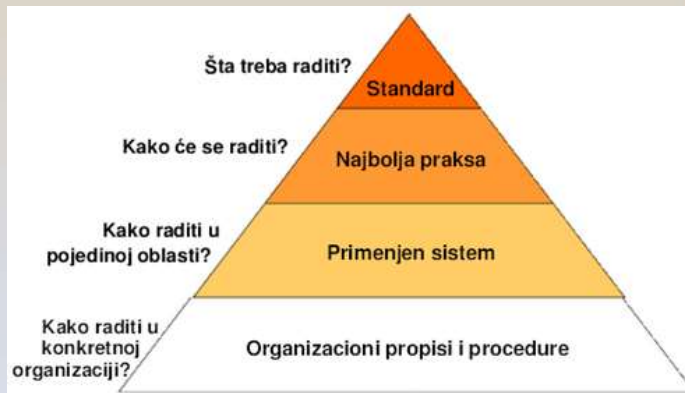 Šta treba raditi?
Standard
Kako će se raditi?
Najbolja praksa
Kako raditi u
pojedinoj oblasti?
Primenjen sistem
Kako raditi u
konkretnoj
organizaciji?
Organizacioni propisi i procedure